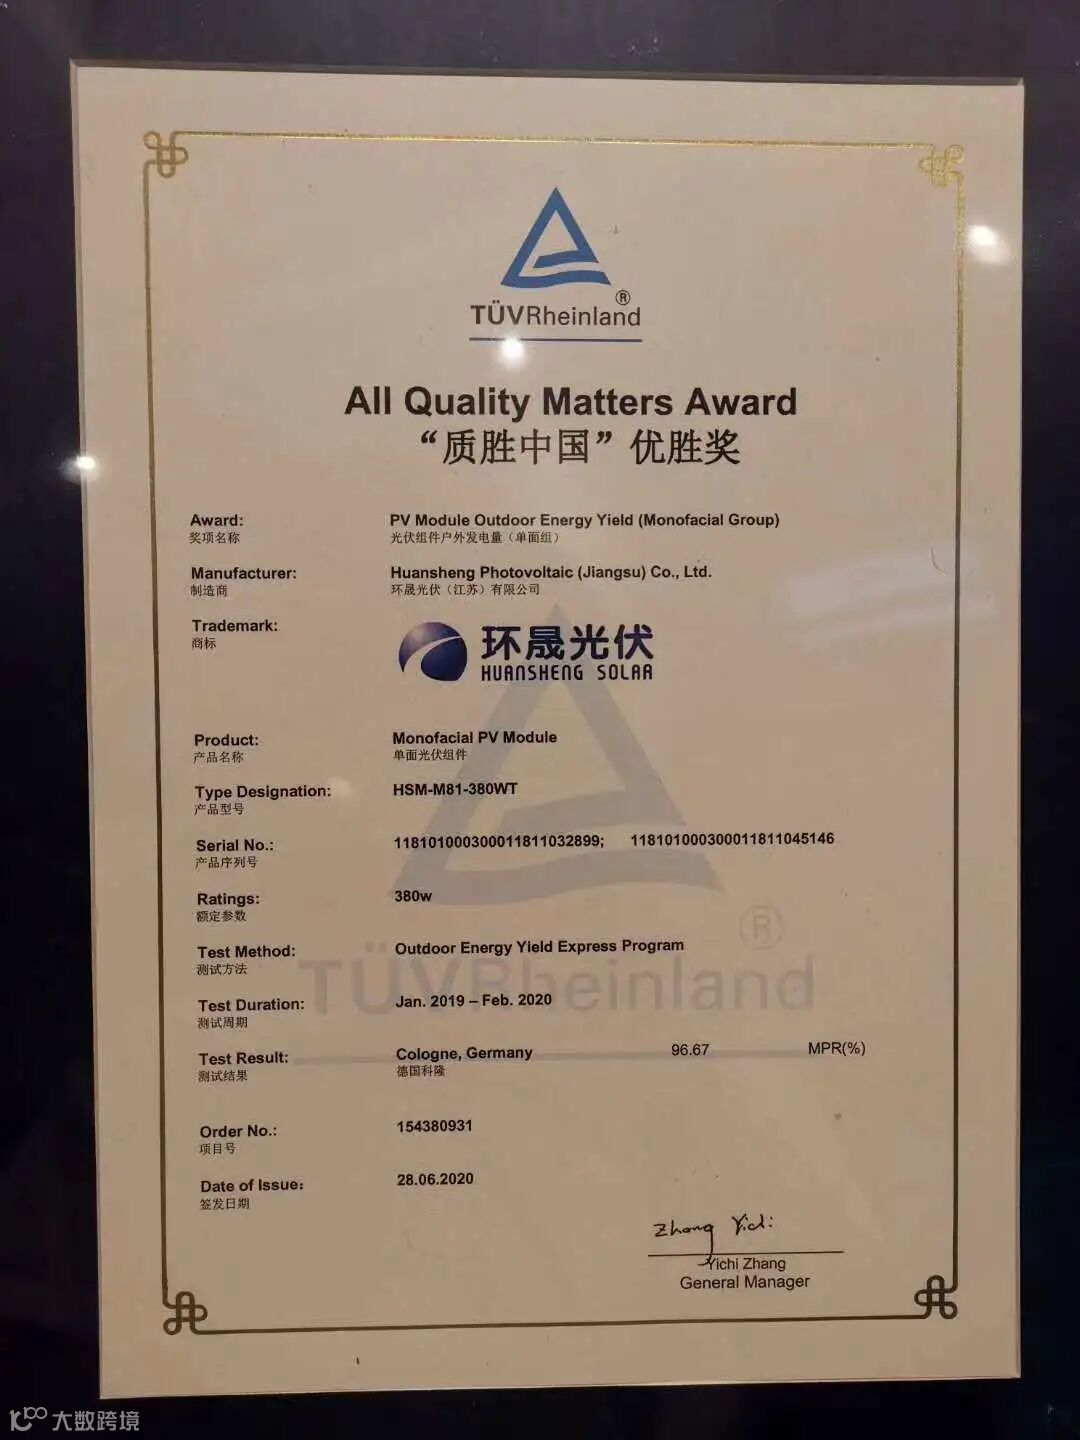 TÜVRheinland®
All Quality Matters Award
“质胜中国”优胜奖
Award: PV Module Outdoor Energy Yield (Monofacial Group)
奖项名称 光伏组件户外发电量（单面组）
Manufacturer: Huansheng Photovoltaic (Jiangsu) Co., Ltd.
制造商 环晟光伏（江苏）有限公司
Trademark: 环晟光伏
商标
HUANSHENG SOLAR
Product: Monofacial PV Module
产品名称 单面光伏组件
Type Designation: HSM-M81-380WT
产品型号
Serial No.: 118101000300011811032899; 118101000300011811045146
产品序列号
Ratings: 380w
额定参数
Test Method: Outdoor Energy Yield Express Program
测试方法
TÜVRheinland®
Test Duration: Jan. 2019 – Feb. 2020
测试周期
Test Result: Cologne, Germany 96.67 MPR(%)
测试结果 德国科隆
Order No.: 154380931
项目号
Date of Issue: 28.06.2020
签发日期
Zhang Yichi
Yichi Zhang
General Manager
大数跨境